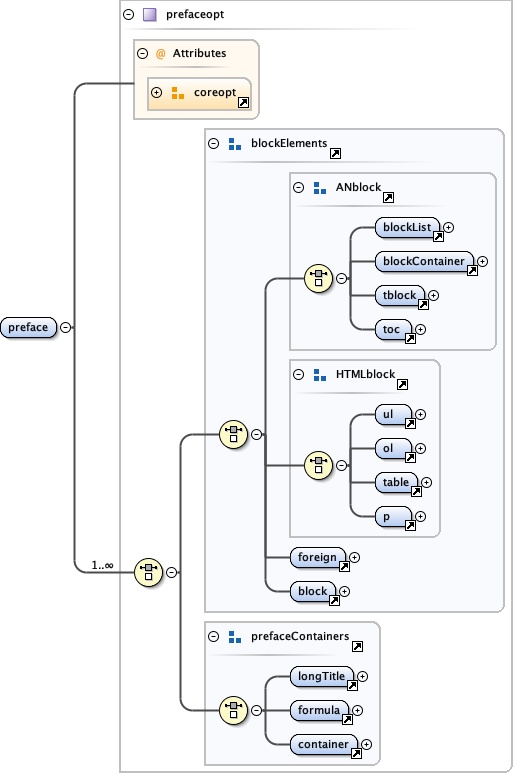 prefaceopt
@ Attributes
coreopt
blockElements
ANblock
blockList
blockContainer
tblock
toc
preface
HTMLblock
ul
ol
table
p
foreign
1..∞
block
prefaceContainers
longTitle
formula
container